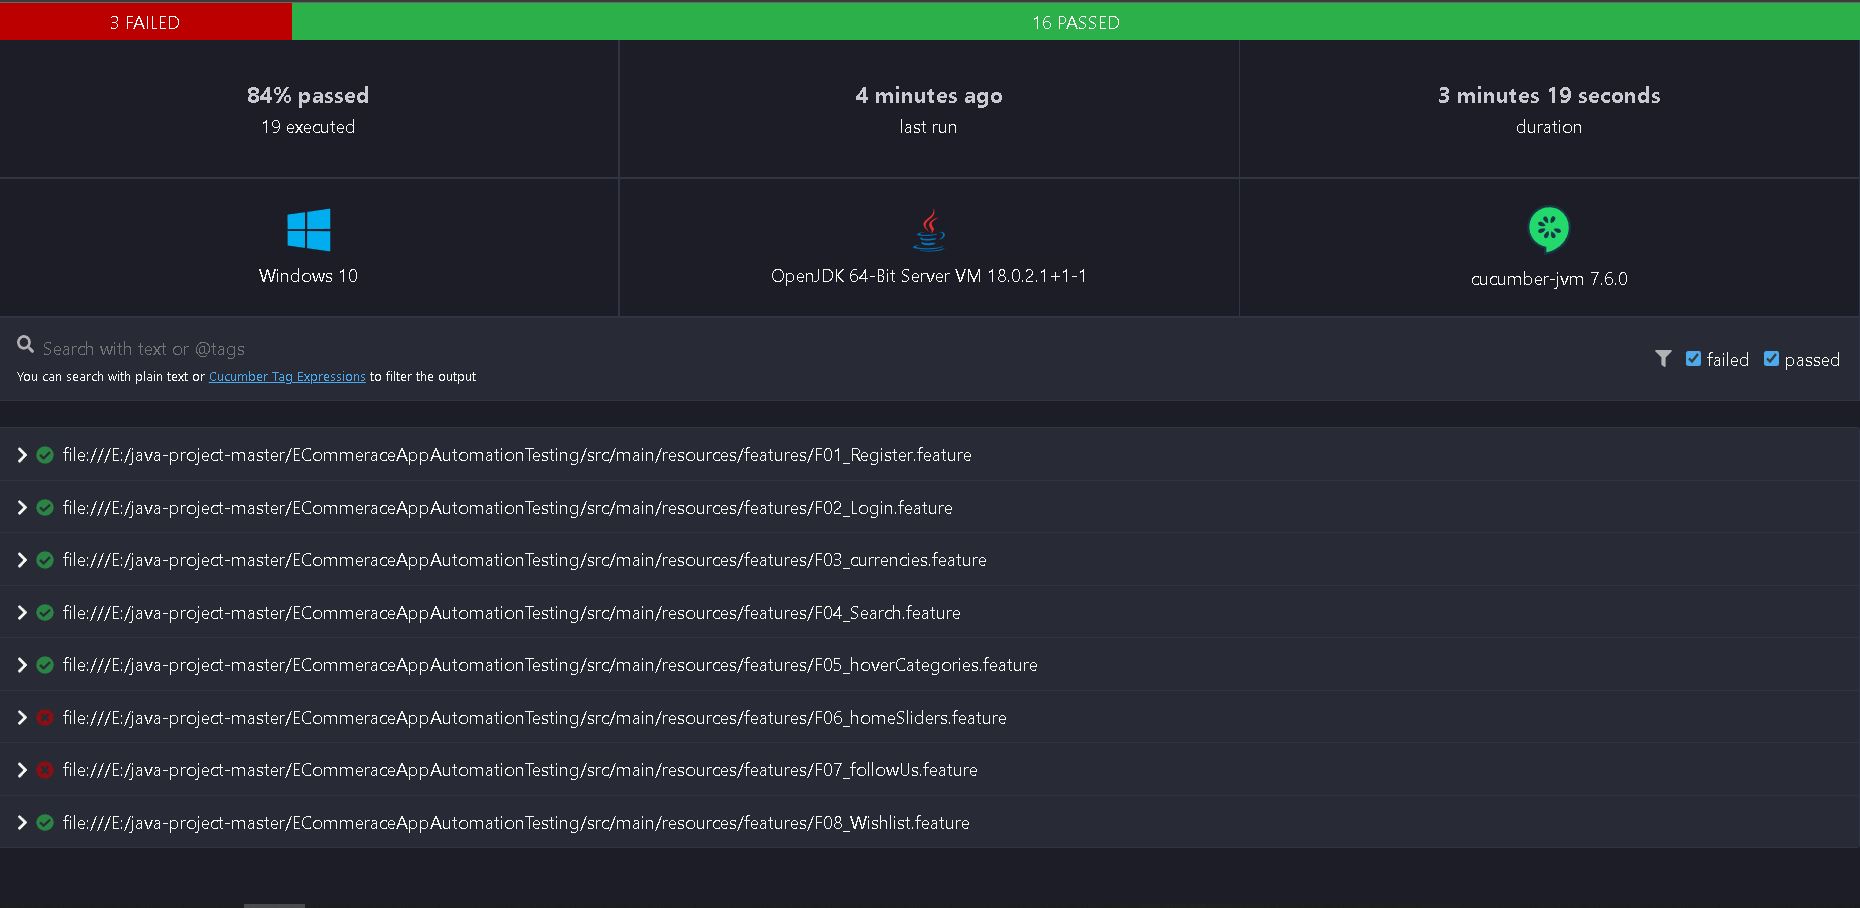 3 FAILED
16 PASSED
84% passed
19 executed
4 minutes ago
last run
3 minutes 19 seconds
duration
Windows 10
OpenJDK 64-Bit Server VM 18.0.2.1+1-1
cucumber-jvm 7.6.0
Search with text or @tags
You can search with plain text or Cucumber Tag Expressions to filter the output
failed
passed
file:///E:/java-project-master/ECommeraceAppAutomationTesting/src/main/resources/features/F01_Register.feature
file:///E:/java-project-master/ECommeraceAppAutomationTesting/src/main/resources/features/F02_Login.feature
file:///E:/java-project-master/ECommeraceAppAutomationTesting/src/main/resources/features/F03_currencies.feature
file:///E:/java-project-master/ECommeraceAppAutomationTesting/src/main/resources/features/F04_Search.feature
file:///E:/java-project-master/ECommeraceAppAutomationTesting/src/main/resources/features/F05_hoverCategories.feature
file:///E:/java-project-master/ECommeraceAppAutomationTesting/src/main/resources/features/F06_homeSliders.feature
file:///E:/java-project-master/ECommeraceAppAutomationTesting/src/main/resources/features/F07_followUs.feature
file:///E:/java-project-master/ECommeraceAppAutomationTesting/src/main/resources/features/F08_Wishlist.feature